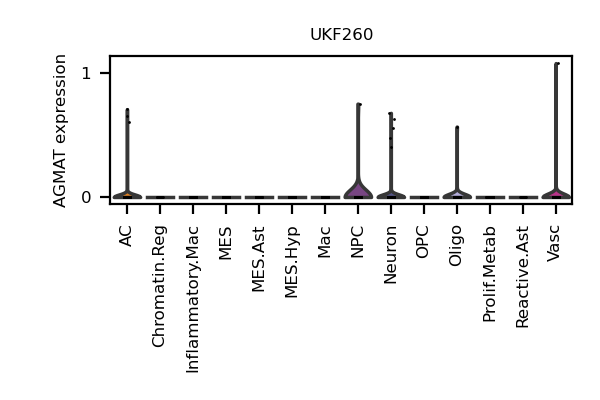 UKF260
AGMAT expression
1
0
AC
Chromatin.Reg
Inflammatory.Mac
MES
MES.Ast
MES.Hyp
Mac
NPC
Neuron
OPC
Oligo
Prolif.Metab
Reactive.Ast
Vasc